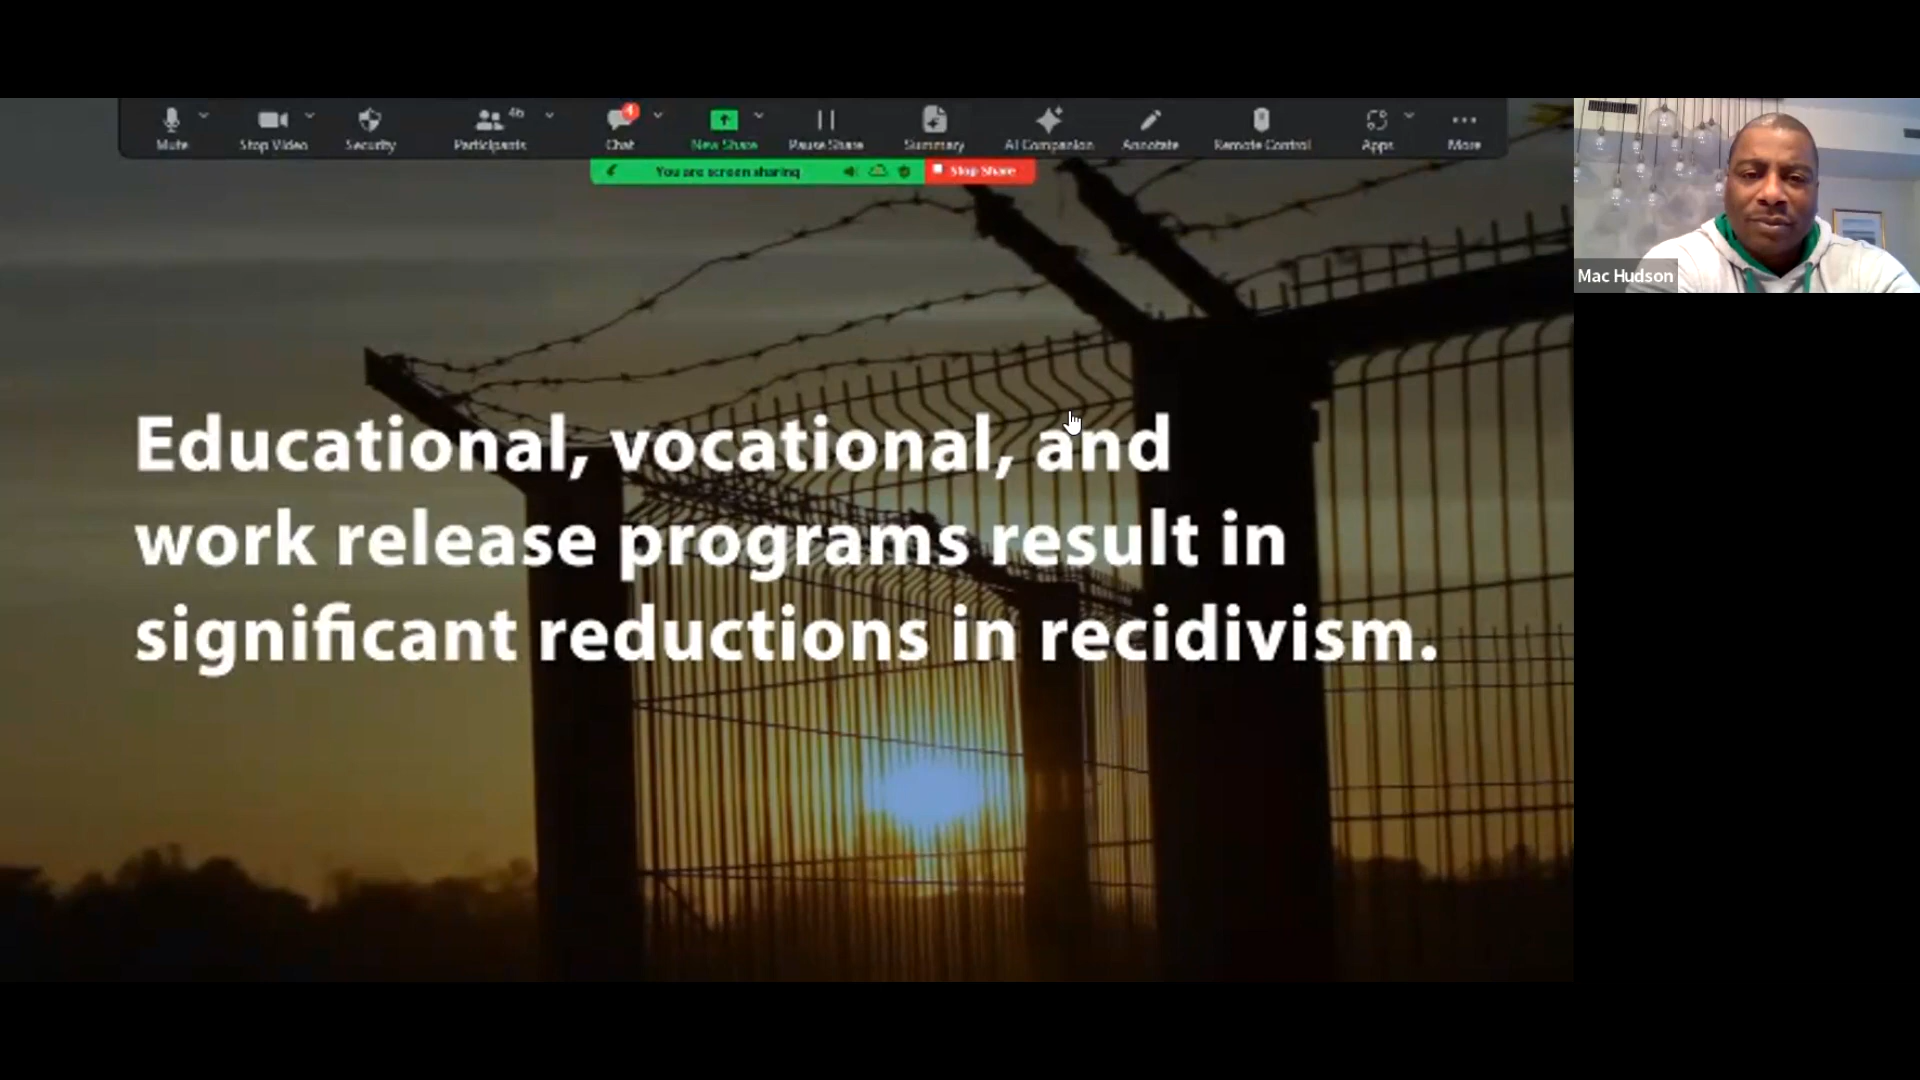 Mute
Stop Video
Security
Participants
46
Chat
4
New Share
Pause Share
Summary
AI Companion
Annotate
Remote Control
Apps
More
You are screen sharing
Stop Share
Mac Hudson
Educational, vocational, and
work release programs result in
significant reductions in recidivism.